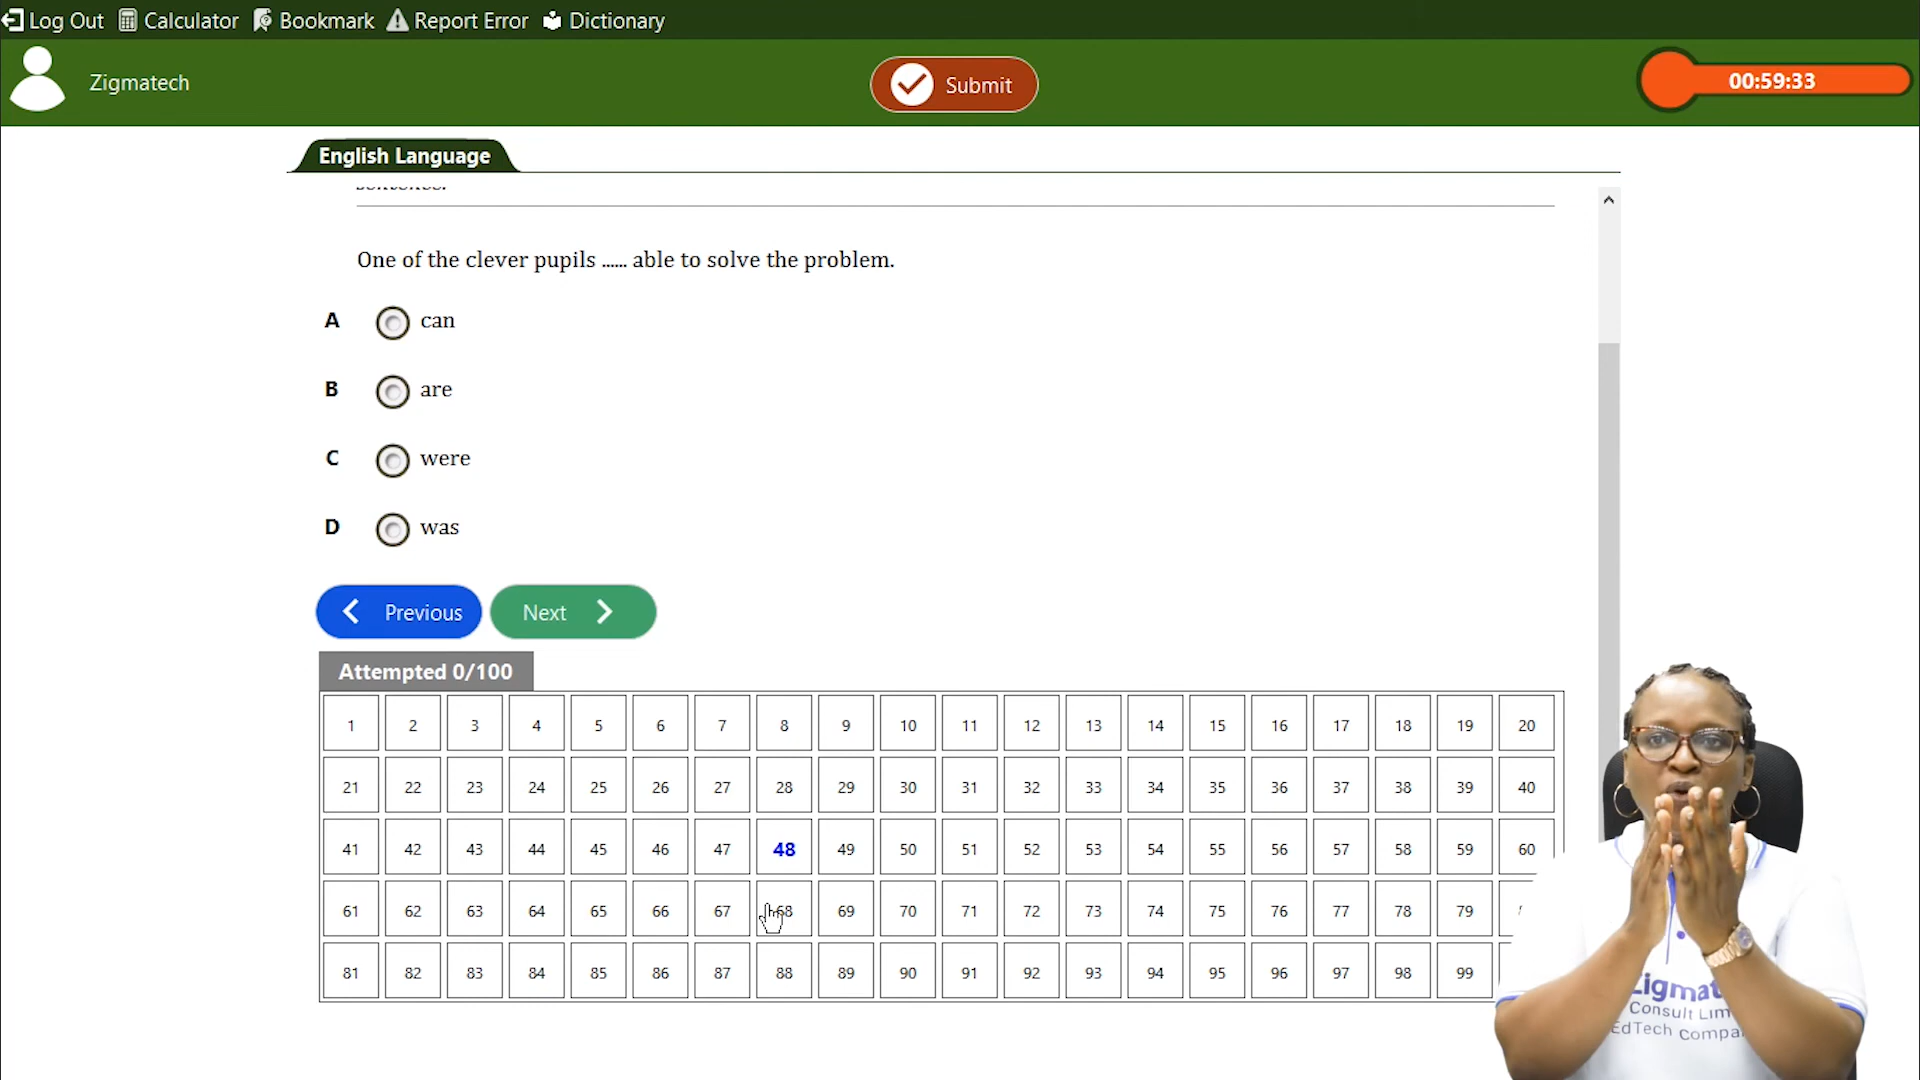 Log Out Calculator Bookmark Report Error Dictionary
Zigmatech
Submit
00:59:33
English Language
sentence.
One of the clever pupils ...... able to solve the problem.
A can
B are
C were
D was
Previous Next
Attempted 0/100
1 2 3 4 5 6 7 8 9 10 11 12 13 14 15 16 17 18 19 20
21 22 23 24 25 26 27 28 29 30 31 32 33 34 35 36 37 38 39 40
41 42 43 44 45 46 47 48 49 50 51 52 53 54 55 56 57 58 59 60
61 62 63 64 65 66 67 68 69 70 71 72 73 74 75 76 77 78 79
81 82 83 84 85 86 87 88 89 90 91 92 93 94 95 96 97 98 99
Zigmat
Consult Lim
EdTech Compa